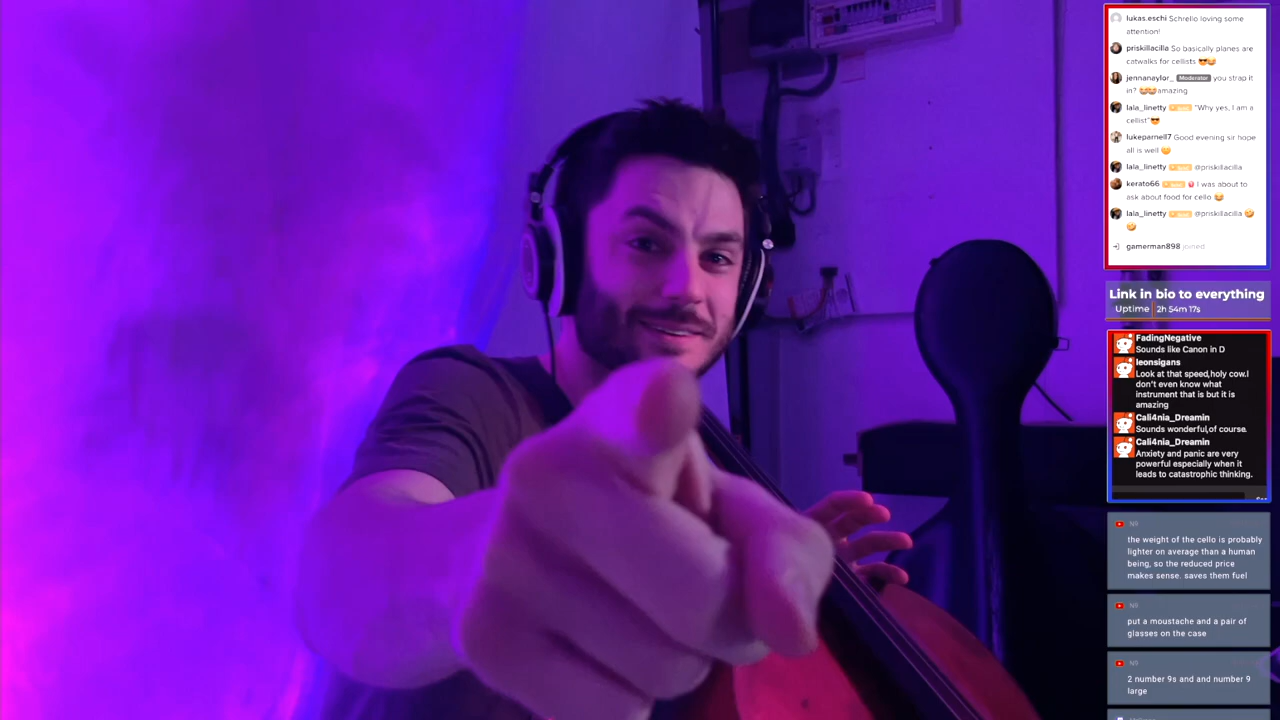 lukas.eschi Schrello loving some
attention!
priskillacilla So basically planes are
catwalks for cellists
jennanaylor_ Moderator you strap it
in? amazing
lala_linetty "Why yes, I am a
cellist"
lukeparnell7 Good evening sir hope
all is well
lala_linetty @priskillacilla
kerato66 I was about to
ask about food for cello
lala_linetty @priskillacilla
gamerman898 joined
Link in bio to everything
Uptime 2h 54m 17s
FadingNegative
Sounds like Canon in D
leonsigans
Look at that speed,holy cow.I
don't even know what
instrument that is but it is
amazing
Cali4nia_Dreamin
Sounds wonderful,of course.
Cali4nia_Dreamin
Anxiety and panic are very
powerful especially when it
leads to catastrophic thinking.
the weight of the cello is probably
lighter on average than a human
being, so the reduced price
makes sense. saves them fuel
put a moustache and a pair of
glasses on the case
2 number 9s and and number 9
large